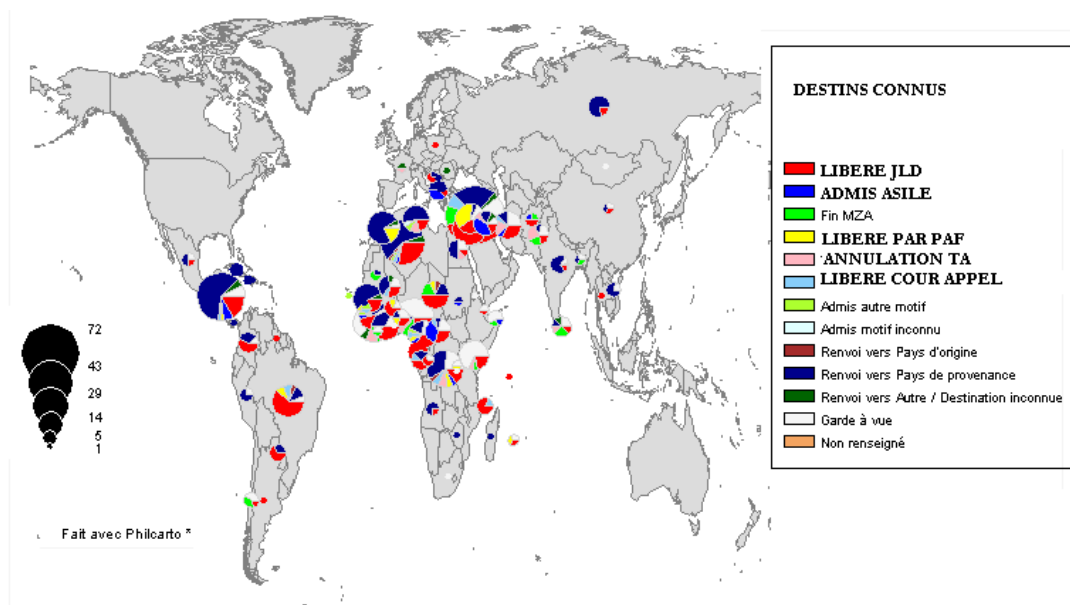 DESTINS CONNUS
LIBERE JLD
ADMIS ASILE
Fin MZA
LIBERE PAR PAF
ANNULATION TA
LIBERE COUR APPEL
Admis autre motif
Admis motif inconnu
Renvoi vers Pays d'origine
Renvoi vers Pays de provenance
Renvoi vers Autre / Destination inconnue
Garde à vue
Non renseigné
72
43
29
14
5
1
Fait avec Philcarto *